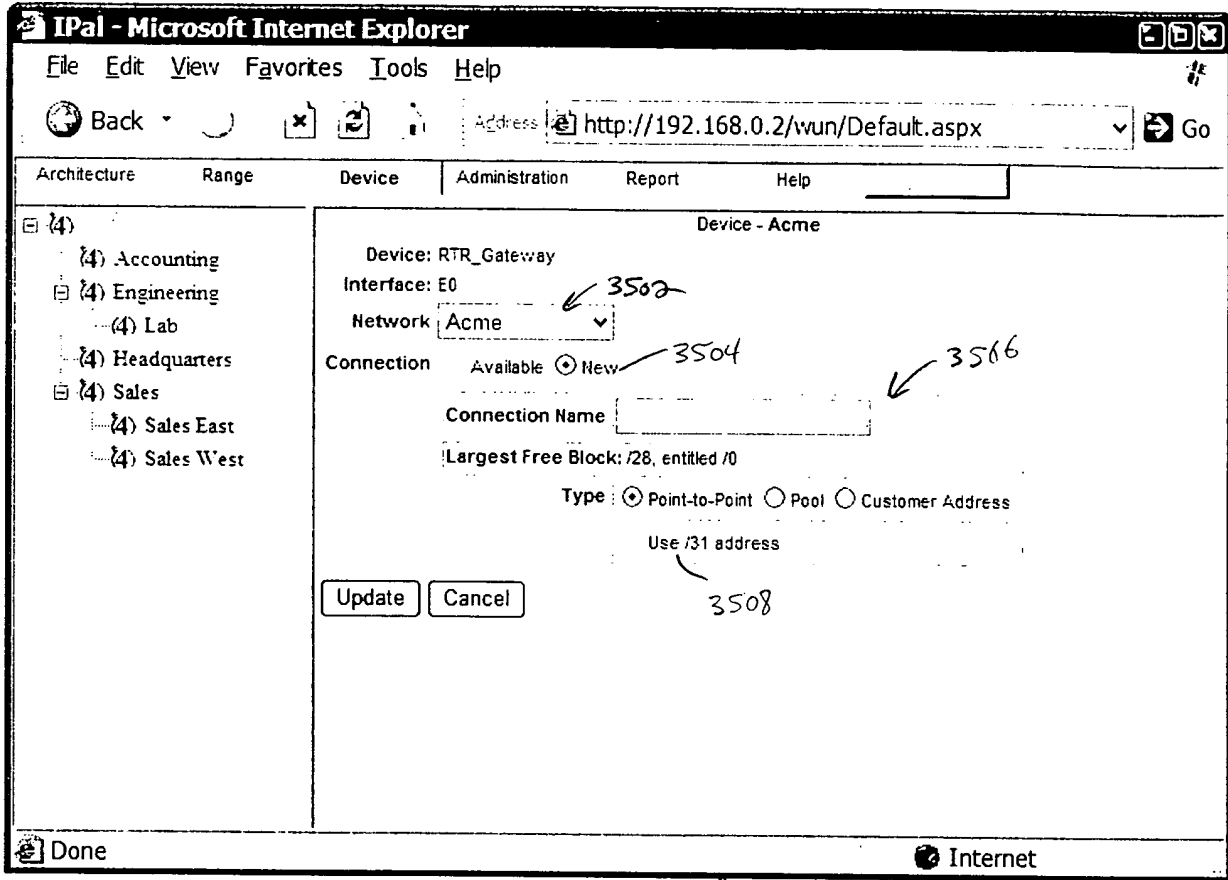 IPal - Microsoft Internet Explorer
File Edit View Favorites Tools Help
Back Address http://192.168.0.2/wun/Default.aspx Go
Architecture Range Device Administration Report Help
(4)
(4) Accounting
(4) Engineering
(4) Lab
(4) Headquarters
(4) Sales
(4) Sales East
(4) Sales West
Device - Acme
Device: RTR_Gateway
Interface: E0
3502
Network Acme
Connection Available New
3504
Connection Name
Largest Free Block: /28, entitled /0
Type Point-to-Point Pool Customer Address
Use /31 address
3508
Update Cancel
Done Internet